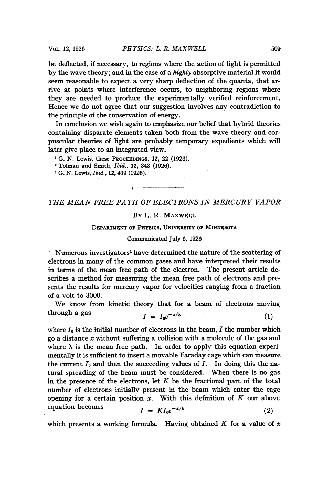 VOL. 12, 1926 PHYSICS: L. R. MAXWELL 509
be deflected, if necessary, to regions where the action of light is permitted
by the wave theory; and in the case of a highly absorptive material it would
seem reasonable to expect a very sharp deflection of the quanta, that ar-
rive at points where interference occurs, to neighboring regions where
they are needed to produce the experimentally verified reinforcement.
Hence we do not agree that our suggestion involves any contradiction to
the principle of the conservation of energy.
In conclusion we wish again to emphasize our belief that hybrid theories
containing disparate elements taken both from the wave theory and cor-
puscular theories of light are probably temporary expedients which will
later give place to an integrated view.
¹ G. N. Lewis, these PROCEEDINGS, 12, 22 (1926).
² Tolman and Smith, Ibid., 12, 343 (1926).
³ G. N. Lewis, Ibid., 12, 439 (1926).
THE MEAN FREE PATH OF ELECTRONS IN MERCURY VAPOR
BY L. R. MAXWELL
DEPARTMENT OF PHYSICS, UNIVERSITY OF MINNESOTA
Communicated July 6, 1926
Numerous investigators¹ have determined the nature of the scattering of
electrons in many of the common gases and have interpreted their results
in terms of the mean free path of the electron. The present article de-
scribes a method for measuring the mean free path of electrons and pre-
sents the results for mercury vapor for velocities ranging from a fraction
of a volt to 3000.
We know from kinetic theory that for a beam of electrons moving
through a gas
I = I₀e⁻ˣ/λ (1)
where I₀ is the initial number of electrons in the beam, I the number which
go a distance x without suffering a collision with a molecule of the gas and
where λ is the mean free path. In order to apply this equation experi-
mentally it is sufficient to insert a movable Faraday cage which can measure
the current I₀ and then the succeeding values of I. In doing this the na-
tural spreading of the beam must be considered. When there is no gas
in the presence of the electrons, let K be the fractional part of the total
number of electrons initially present in the beam which enter the cage
opening for a certain position x. With this definition of K our above
equation becomes
I = KI₀e⁻ˣ/λ (2)
which presents a working formula. Having obtained K for a value of x